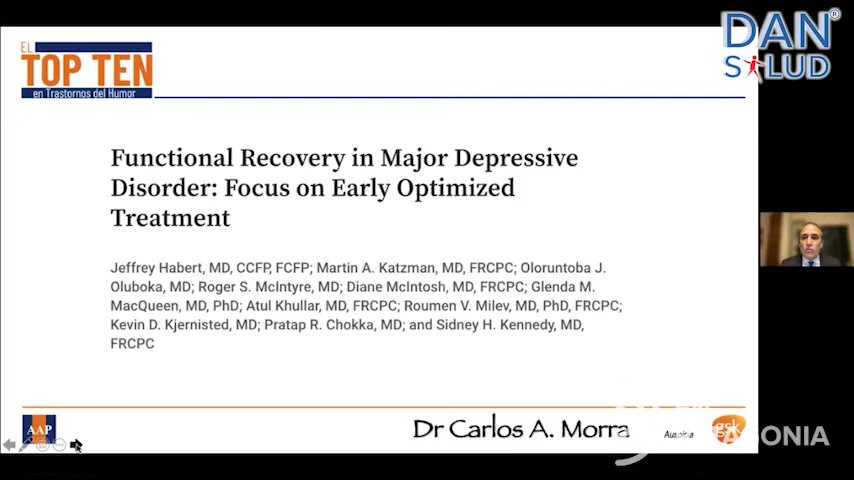 DAN®
SALUD
EL
TOP TEN
en Trastornos del Humor
Functional Recovery in Major Depressive
Disorder: Focus on Early Optimized
Treatment
Jeffrey Habert, MD, CCFP, FCFP; Martin A. Katzman, MD, FRCPC; Oloruntoba J.
Oluboka, MD; Roger S. McIntyre, MD; Diane McIntosh, MD, FRCPC; Glenda M.
MacQueen, MD, PhD; Atul Khullar, MD, FRCPC; Roumen V. Milev, MD, PhD, FRCPC;
Kevin D. Kjernisted, MD; Pratap R. Chokka, MD; and Sidney H. Kennedy, MD,
FRCPC
AAP
Dr Carlos A. Morra
Auspicia
gsk